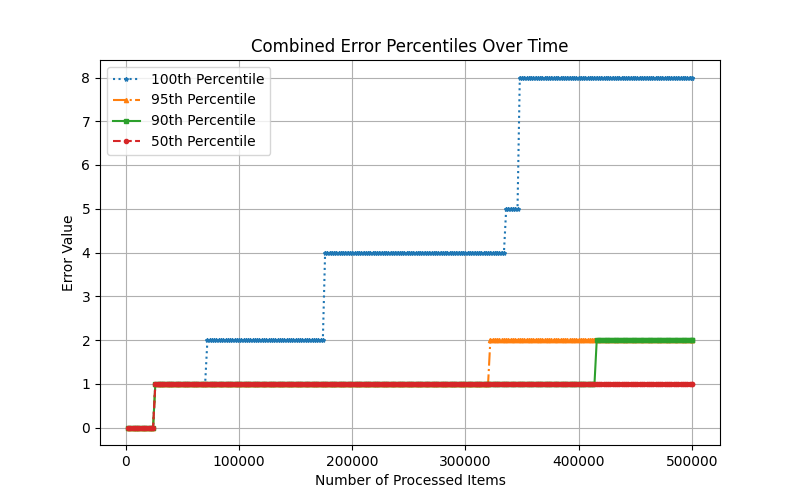 Combined Error Percentiles Over Time
100th Percentile
95th Percentile
90th Percentile
50th Percentile
8
7
6
5
4
3
2
1
0
Error Value
0 100000 200000 300000 400000 500000
Number of Processed Items